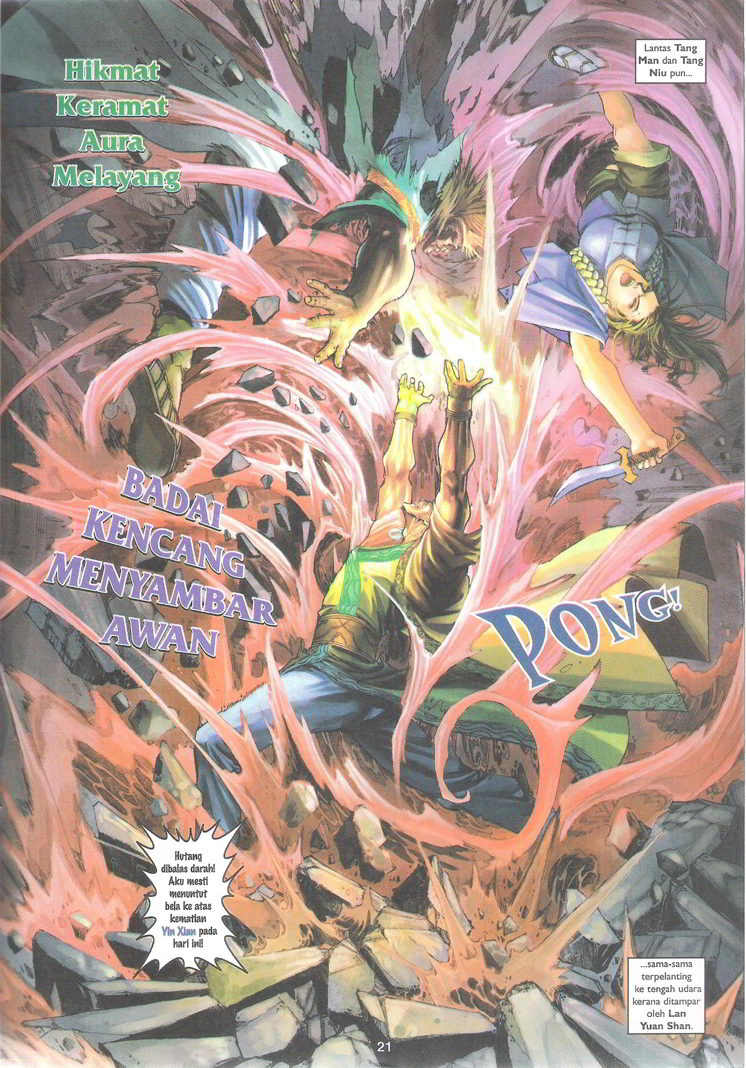 Hikmat
Keramat
Aura
Melayang
Lantas Tang
Man dan Tang
Niu pun...
BADAI
KENCANG
MENYAMBAR
AWAN
PONG!
Hutang
dibalas darah!
Aku mesti
menuntut
bela ke atas
kematian
Yin Xian pada
hari ini!
...sama-sama
terpelanting
ke tengah udara
kerana ditampar
oleh Lan
Yuan Shan.
21